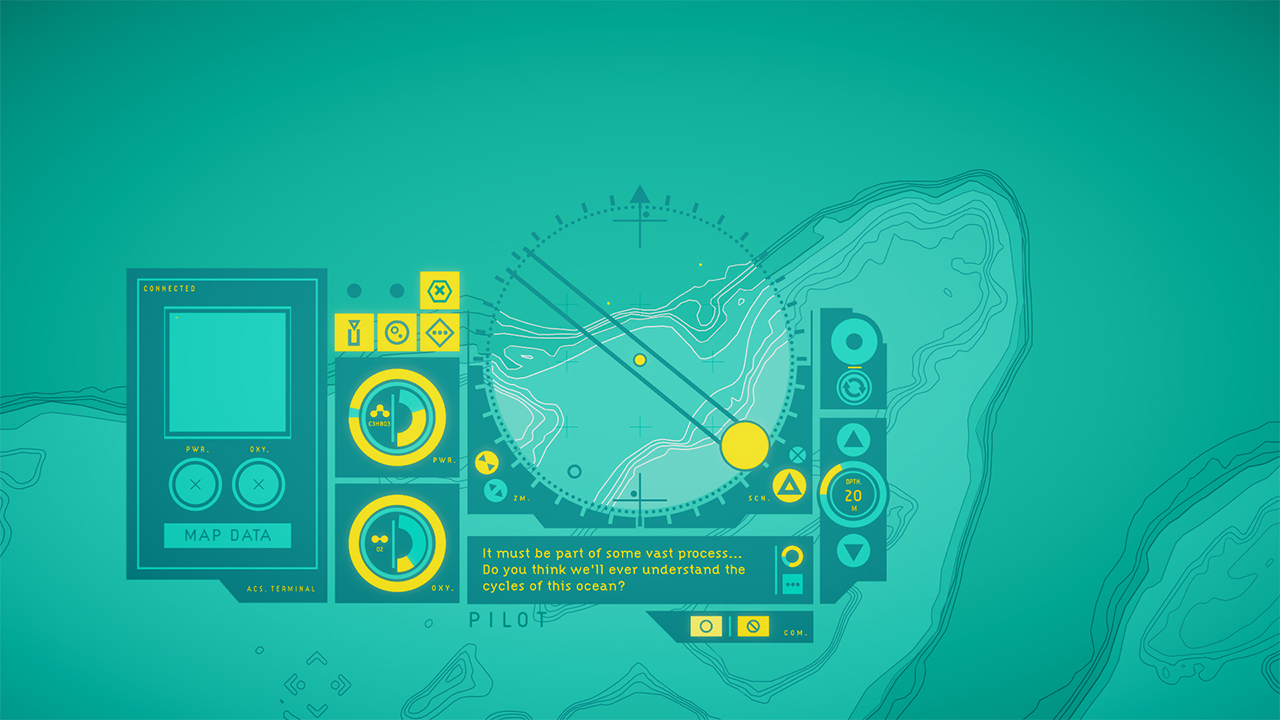 CONNECTED
PWR. OXY.
MAP DATA
ACS. TERMINAL
C3H8O3
PWR.
O2
OXY.
ZM.
SCN.
DPTH.
20
M
It must be part of some vast process...
Do you think we'll ever understand the
cycles of this ocean?
PILOT
COM.